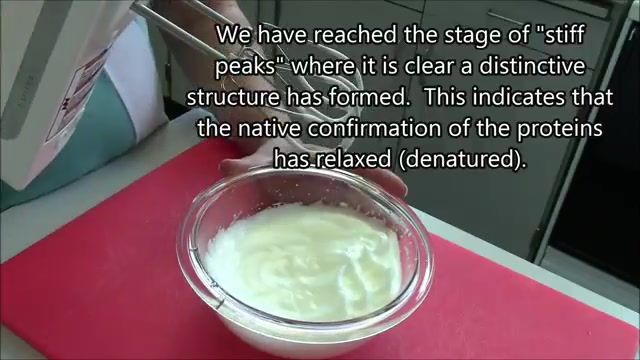 We have reached the stage of "stiff
peaks" where it is clear a distinctive
structure has formed.  This indicates that
the native confirmation of the proteins
has relaxed (denatured).